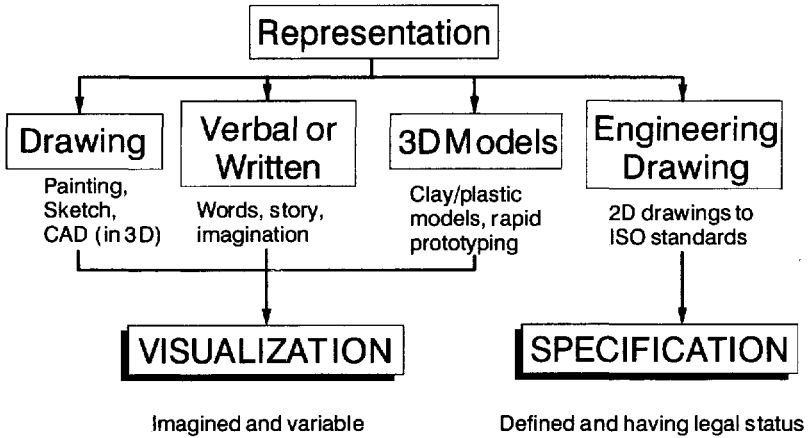 Representation
Drawing
Painting,
Sketch,
CAD (in 3D)
Verbal or
Written
Words, story,
imagination
3D Models
Clay/plastic
models, rapid
prototyping
Engineering
Drawing
2D drawings to
ISO standards
VISUALIZATION
Imagined and variable
SPECIFICATION
Defined and having legal status